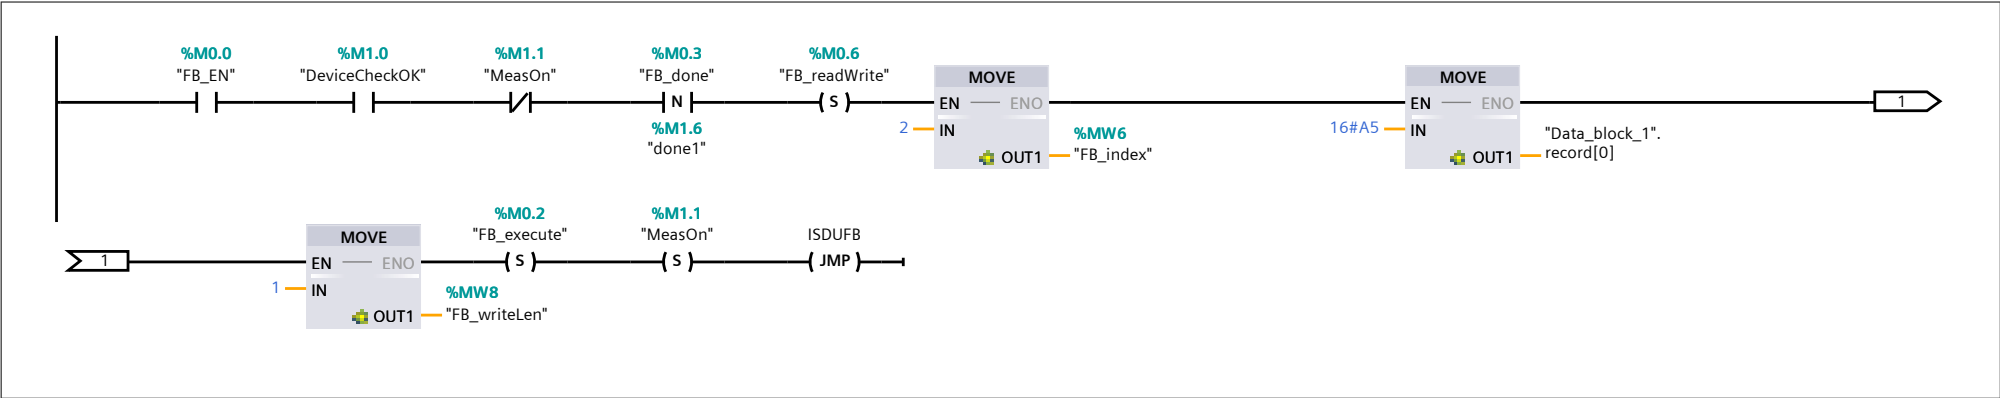 %M0.0 %M1.0 %M1.1 %M0.3 %M0.6
"FB_EN" "DeviceCheckOK" "MeasOn" "FB_done" "FB_readWrite" MOVE MOVE
N S EN ENO EN ENO 1
%M1.6 2 IN %MW6 16#A5 IN "Data_block_1".
"done1" OUT1 "FB_index" OUT1 record[0]
%M0.2 %M1.1
MOVE "FB_execute" "MeasOn" ISDUFB
1 EN ENO S S JMP
1 IN %MW8
OUT1 "FB_writeLen"